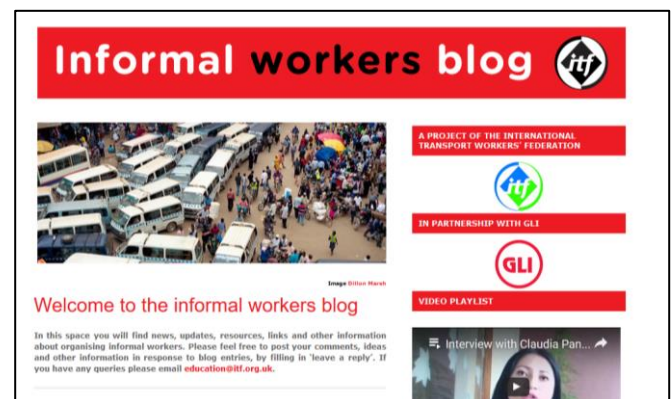 Informal workers blog itf
A PROJECT OF THE INTERNATIONAL
TRANSPORT WORKERS' FEDERATION
itf
IN PARTNERSHIP WITH GLI
GLI
VIDEO PLAYLIST
Interview with Claudia Pan...
Image Dillon Marsh
Welcome to the informal workers blog
In this space you will find news, updates, resources, links and other information
about organising informal workers. Please feel free to post your comments, ideas
and other information in response to blog entries, by filling in 'leave a reply'. If
you have any queries please email education@itf.org.uk.